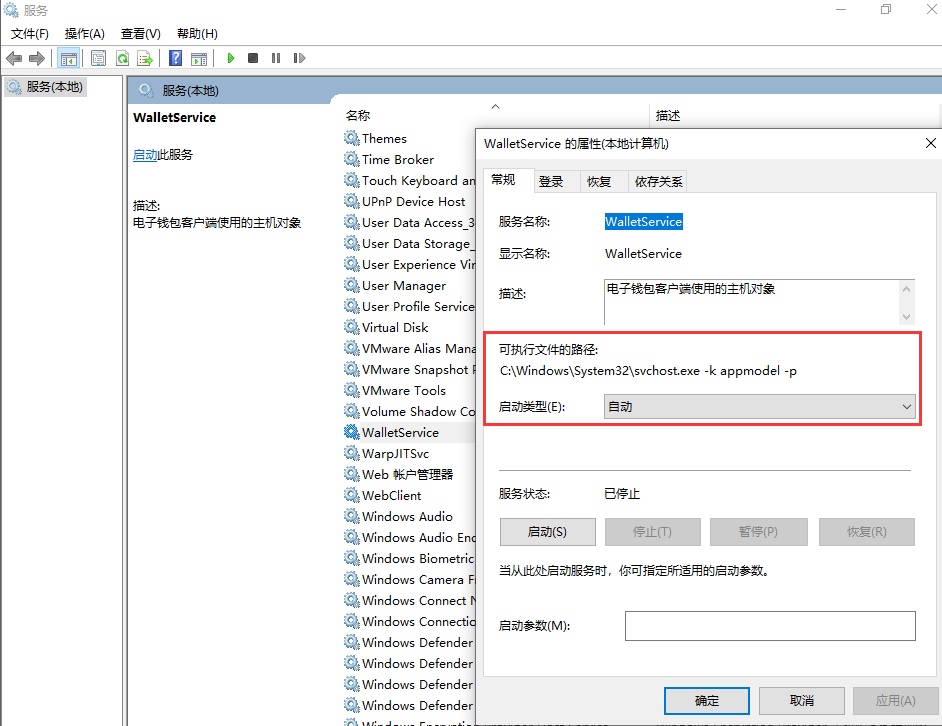 服务
文件(F) 操作(A) 查看(V) 帮助(H)
服务(本地)
服务(本地)
WalletService
启动此服务
描述:
电子钱包客户端使用的主机对象
名称
描述
Themes
Time Broker
Touch Keyboard an
UPnP Device Host
User Data Access_3
User Data Storage_
User Experience Vir
User Manager
User Profile Service
Virtual Disk
VMware Alias Mana
VMware Snapshot P
VMware Tools
Volume Shadow Co
WalletService
WarpJITSvc
Web 帐户管理器
WebClient
Windows Audio
Windows Audio End
Windows Biometric
Windows Camera F
Windows Connect N
Windows Connectio
Windows Defender
Windows Defender
Windows Defender
Windows Defender
WalletService 的属性(本地计算机)
常规 登录 恢复 依存关系
服务名称: WalletService
显示名称: WalletService
描述: 电子钱包客户端使用的主机对象
可执行文件的路径:
C:\Windows\System32\svchost.exe -k appmodel -p
启动类型(E): 自动
服务状态: 已停止
启动(S) 停止(T) 暂停(P) 恢复(R)
当从此处启动服务时，你可指定所适用的启动参数。
启动参数(M):
确定 取消 应用(A)